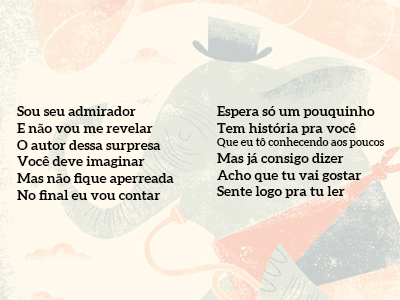 Sou seu admirador
E não vou me revelar
O autor dessa surpresa
Você deve imaginar
Mas não fique aperreada
No final eu vou contar
Espera só um pouquinho
Tem história pra você
Que eu tô conhecendo aos poucos
Mas já consigo dizer
Acho que tu vai gostar
Sente logo pra tu ler